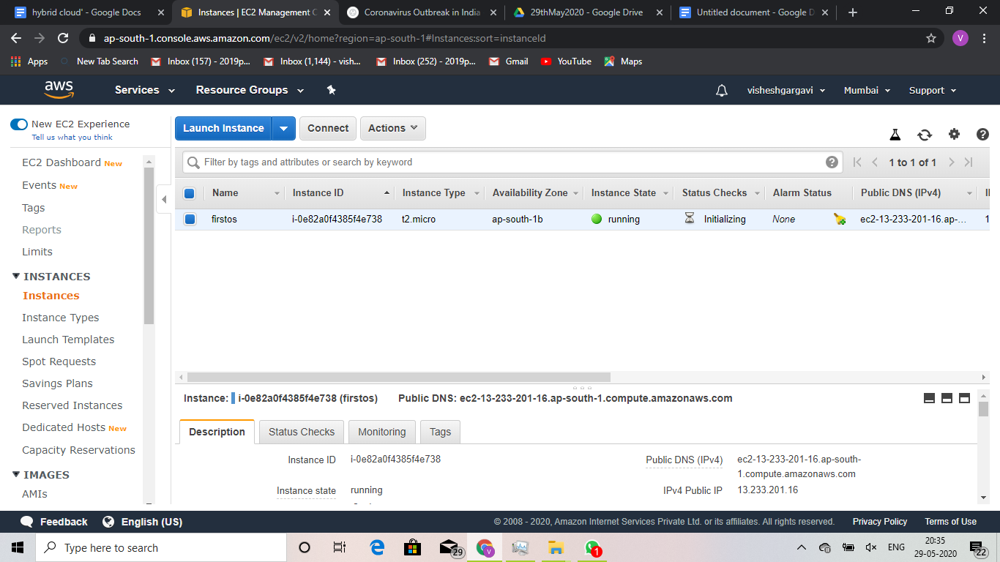 hybrid cloud' - Google Docs
Instances | EC2 Management C
Coronavirus Outbreak in India
29thMay2020 - Google Drive
Untitled document - Google D
ap-south-1.console.aws.amazon.com/ec2/v2/home?region=ap-south-1#Instances:sort=instanceId
V
Apps New Tab Search Inbox (157) - 2019p... Inbox (1,144) - vish... Inbox (252) - 2019p... Gmail YouTube Maps
aws Services Resource Groups visheshgargavi Mumbai Support
New EC2 Experience
Tell us what you think
EC2 Dashboard New
Events New
Tags
Reports
Limits
INSTANCES
Instances
Instance Types
Launch Templates
Spot Requests
Savings Plans
Reserved Instances
Dedicated Hosts New
Capacity Reservations
IMAGES
AMIs
Launch Instance Connect Actions
Filter by tags and attributes or search by keyword
1 to 1 of 1
Name Instance ID Instance Type Availability Zone Instance State Status Checks Alarm Status Public DNS (IPv4)
firstos i-0e82a0f4385f4e738 t2.micro ap-south-1b running Initializing None ec2-13-233-201-16.ap-... 1
Instance: i-0e82a0f4385f4e738 (firstos) Public DNS: ec2-13-233-201-16.ap-south-1.compute.amazonaws.com
Description Status Checks Monitoring Tags
Instance ID i-0e82a0f4385f4e738
Public DNS (IPv4) ec2-13-233-201-16.ap-south-
1.compute.amazonaws.com
Instance state running
IPv4 Public IP 13.233.201.16
Feedback English (US) © 2008 - 2020, Amazon Internet Services Private Ltd. or its affiliates. All rights reserved. Privacy Policy Terms of Use
Type here to search
29
V
1
ENG
20:35
29-05-2020
22